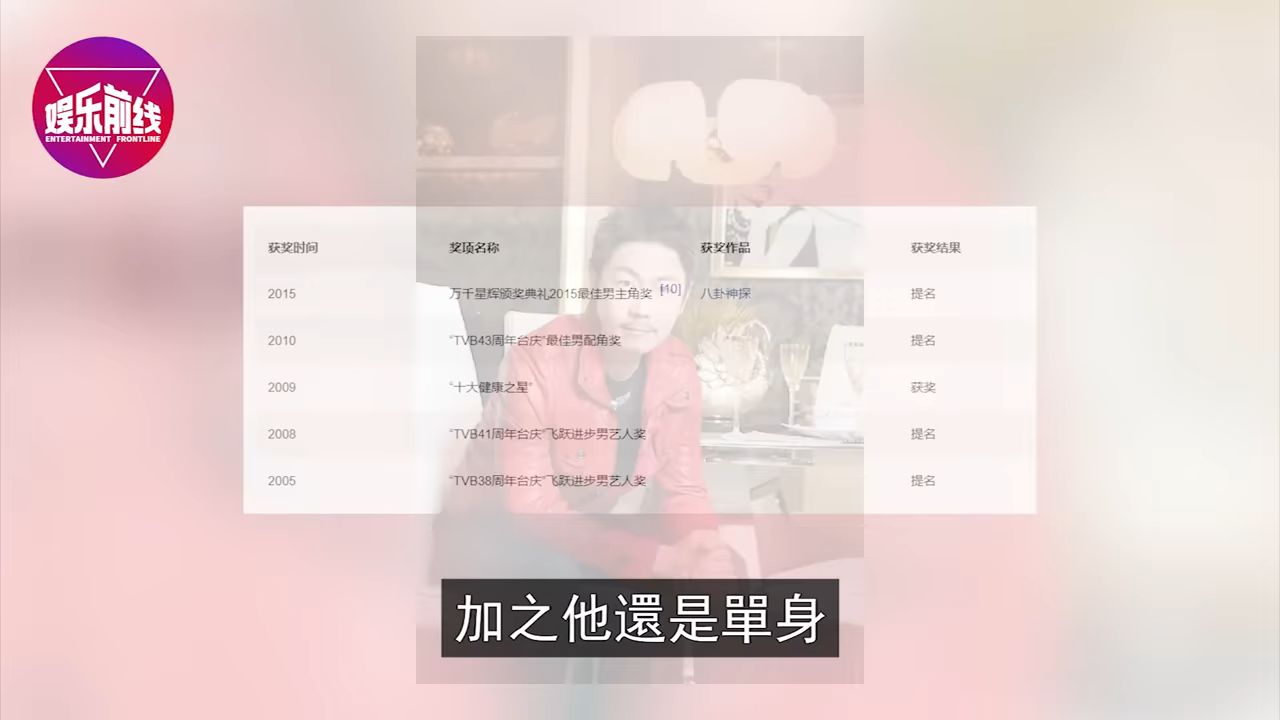 娱乐前线
ENTERTAINMENT FRONTLINE
获奖时间 奖项名称 获奖作品 获奖结果
2015 万千星辉颁奖典礼2015最佳男主角奖 [40] 八卦神探 提名
2010 “TVB43周年台庆”最佳男配角奖 提名
2009 “十大健康之星” 获奖
2008 “TVB41周年台庆”飞跃进步男艺人奖 提名
2005 “TVB38周年台庆”飞跃进步男艺人奖 提名
加之他還是單身